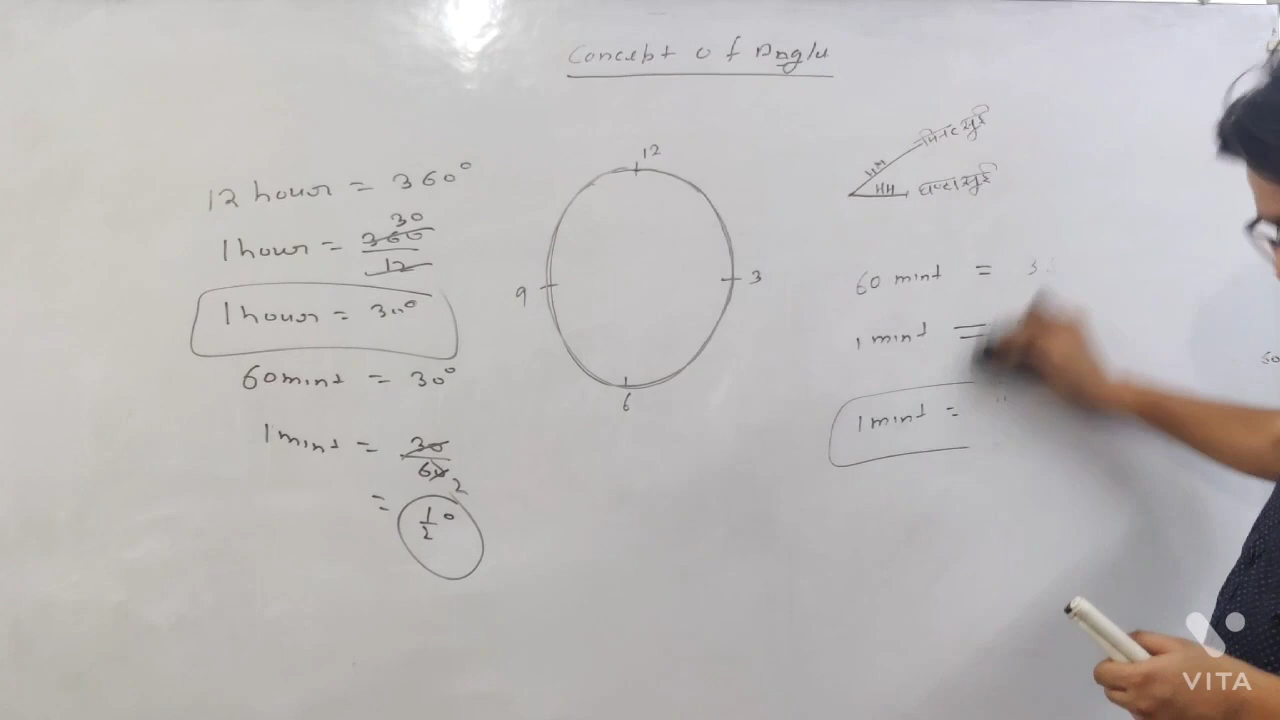 Concept of Angle
12 hour = 360°
1 hour = 360/12 30
1 hour = 30°
60 mint = 30°
1 mint = 30/60 2
= 1/2°
12
3
6
9
HM मिनट सुई
HH घण्टा सुई
60 mint = 3
1 mint =
1 mint =
VITA